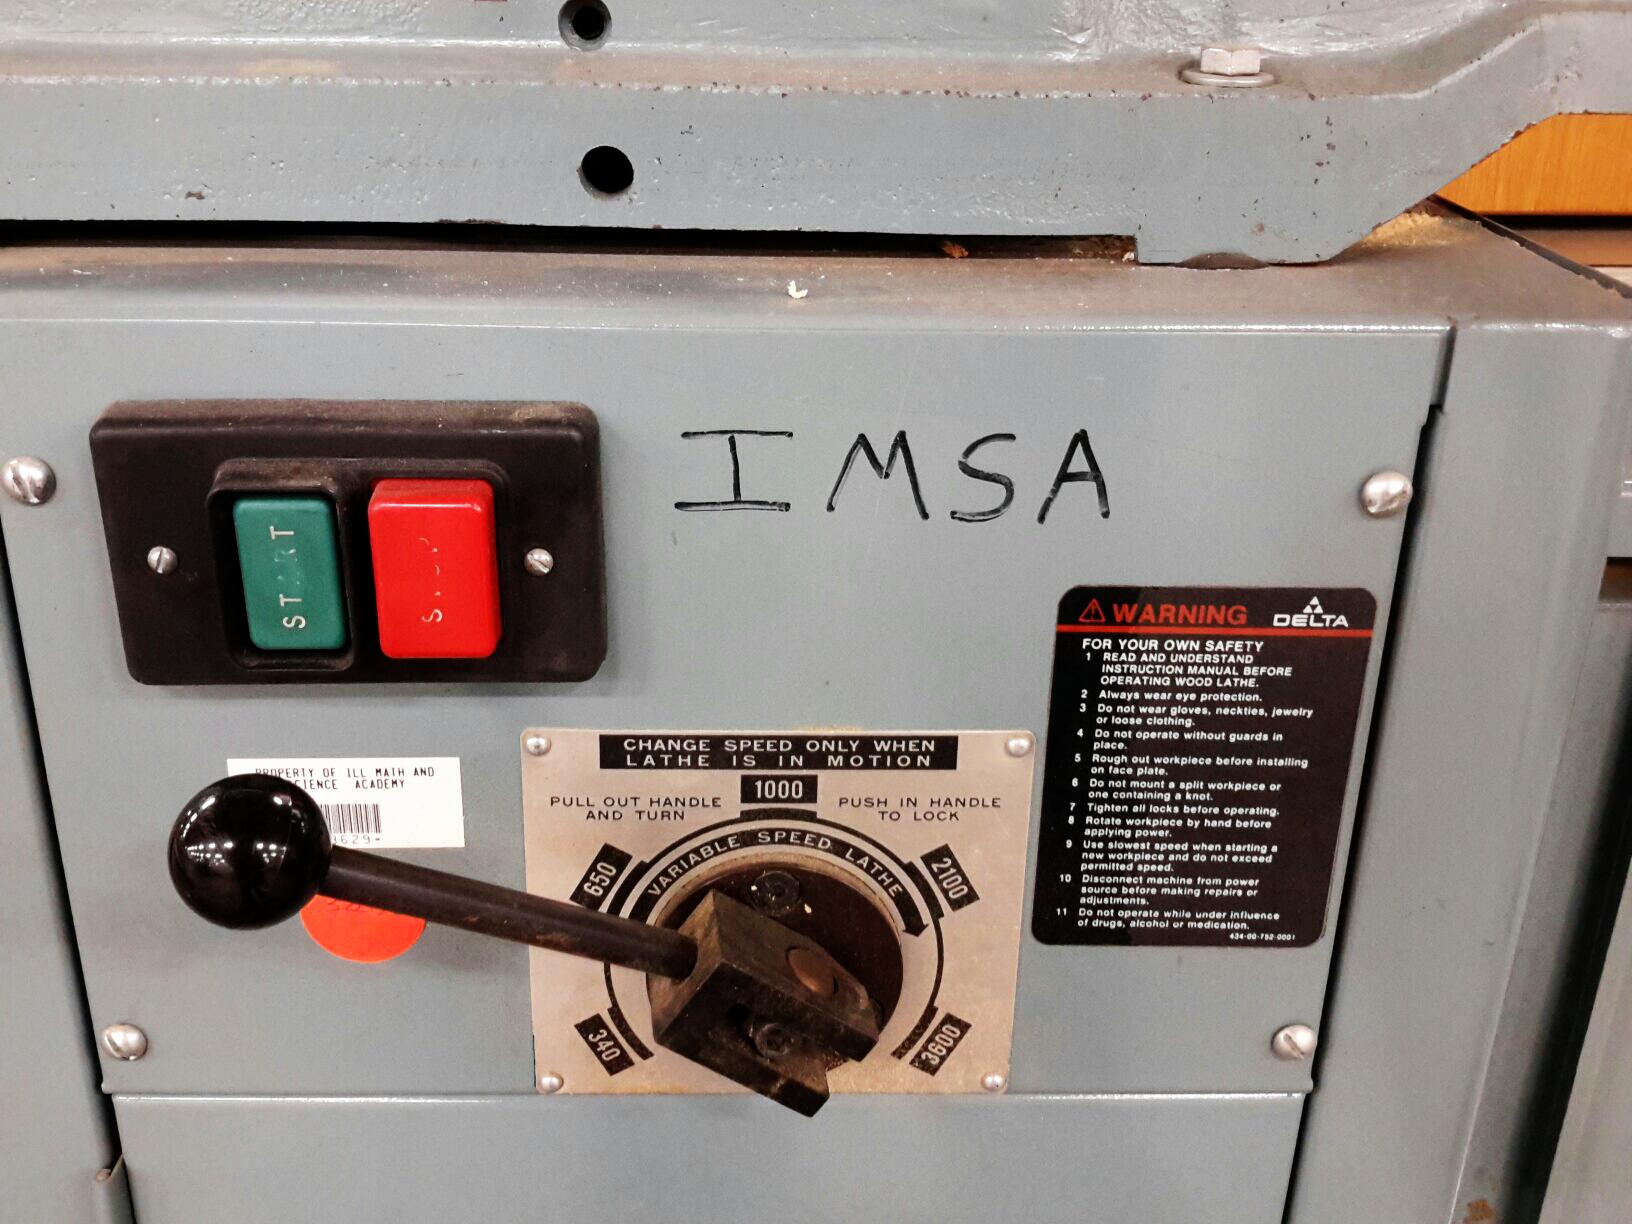 IMSA
START
WARNING
DELTA
FOR YOUR OWN SAFETY
1 READ AND UNDERSTAND
INSTRUCTION MANUAL BEFORE
OPERATING WOOD LATHE.
2 Always wear eye protection.
3 Do not wear gloves, neckties, jewelry
or loose clothing.
4 Do not operate without guards in
place.
5 Rough out workpiece before installing
on face plate.
6 Do not mount a split workpiece or
one containing a knot.
7 Tighten all locks before operating.
8 Rotate workpiece by hand before
applying power.
9 Use slowest speed when starting a
new workpiece and do not exceed
permitted speed.
10 Disconnect machine from power
source before making repairs or
adjustments.
11 Do not operate while under influence
of drugs, alcohol or medication.
434-00-752-0001
CHANGE SPEED ONLY WHEN
LATHE IS IN MOTION
1000
PULL OUT HANDLE
AND TURN
PUSH IN HANDLE
TO LOCK
VARIABLE SPEED LATHE
650
2100
340
3600
PROPERTY OF ILL MATH AND
SCIENCE ACADEMY